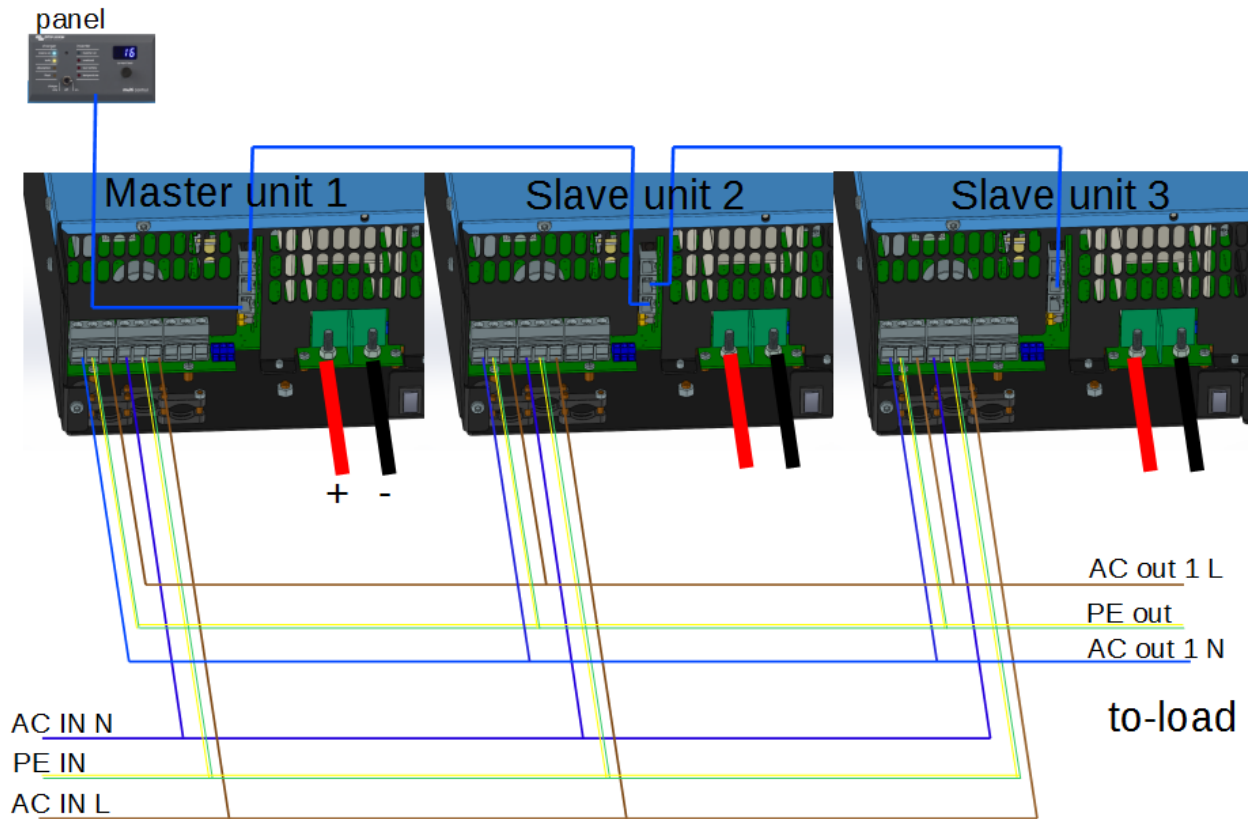 panel
16
Master unit 1
Slave unit 2
Slave unit 3
+ -
AC out 1 L
PE out
AC out 1 N
to-load
AC IN N
PE IN
AC IN L